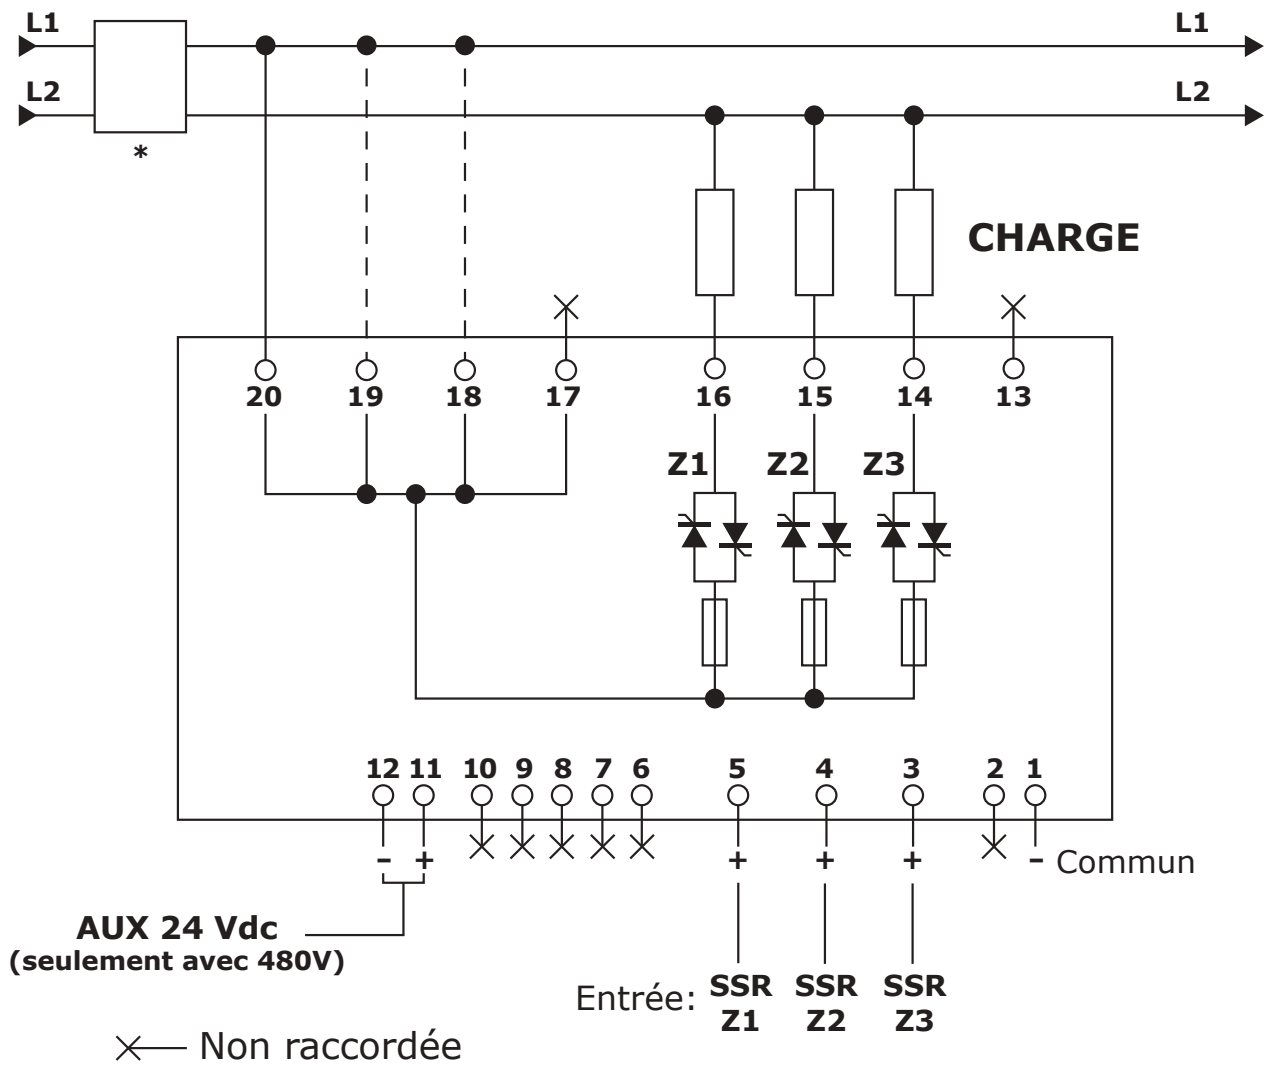 L1 L1
L2 L2
*
CHARGE
20 19 18 17 16 15 14 13
Z1 Z2 Z3
12 11 10 9 8 7 6 5 4 3 2 1
- + + + + - Commun
AUX 24 Vdc
(seulement avec 480V)
Entrée: SSR SSR SSR
Z1 Z2 Z3
Non raccordée